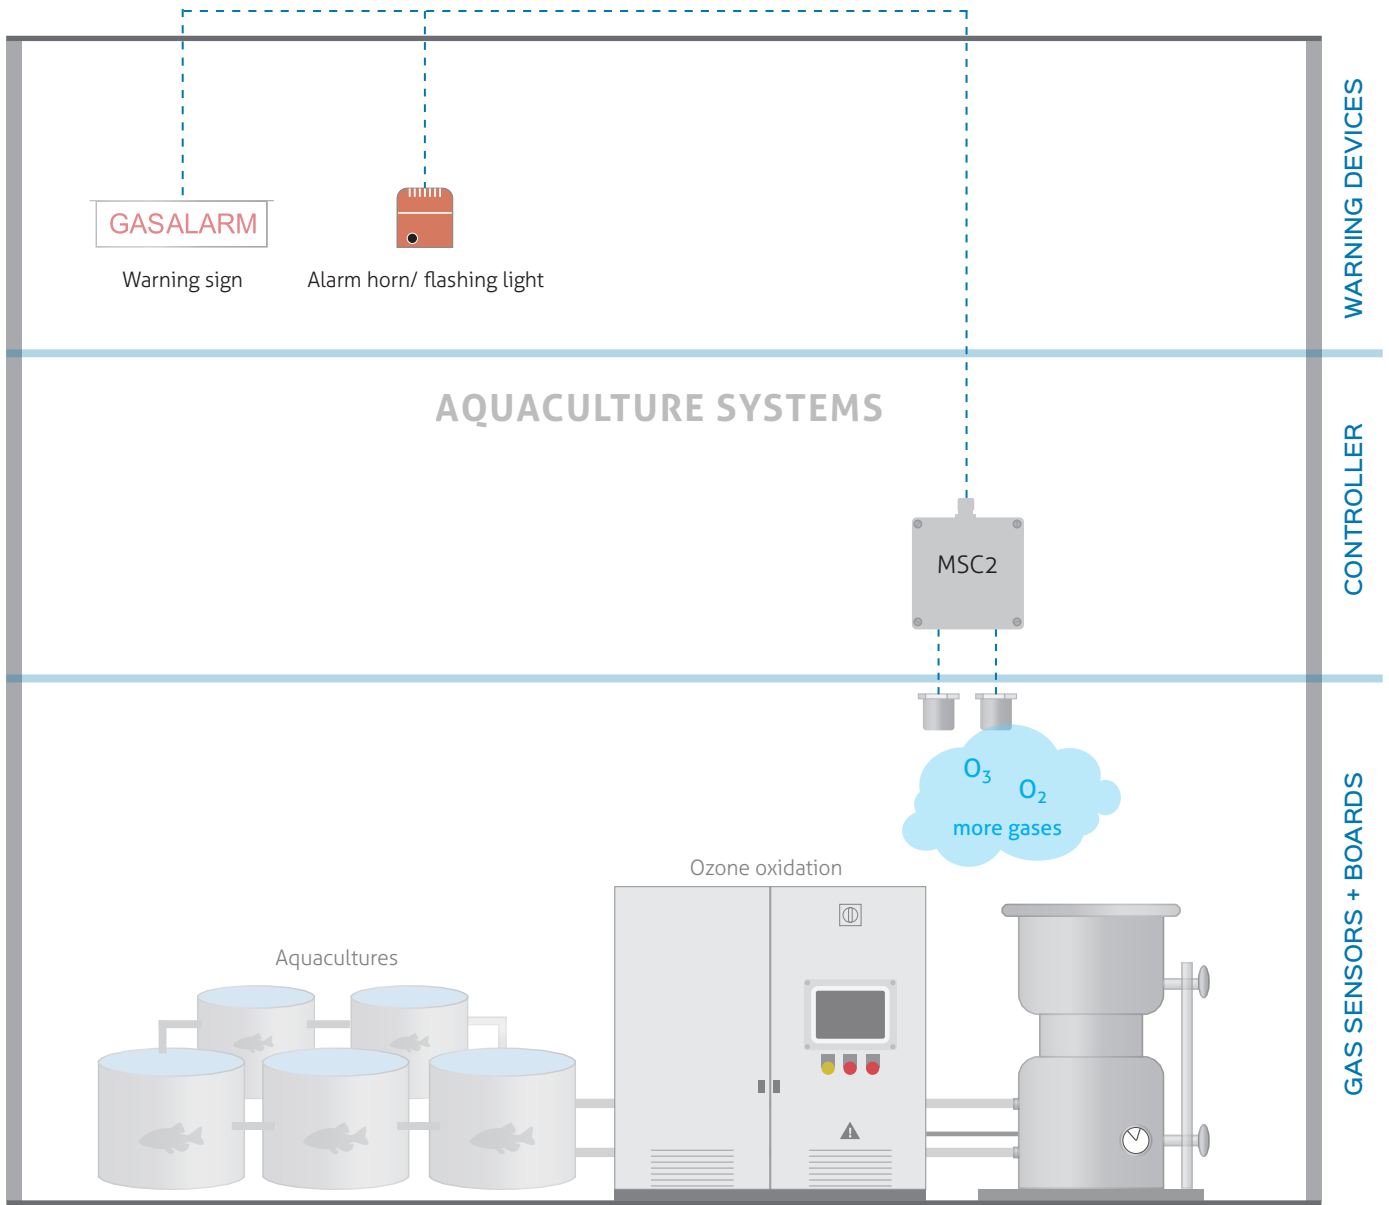 GASALARM
Warning sign
Alarm horn/ flashing light
WARNING DEVICES
AQUACULTURE SYSTEMS
MSC2
CONTROLLER
O₃
O₂
more gases
Ozone oxidation
Aquacultures
GAS SENSORS + BOARDS